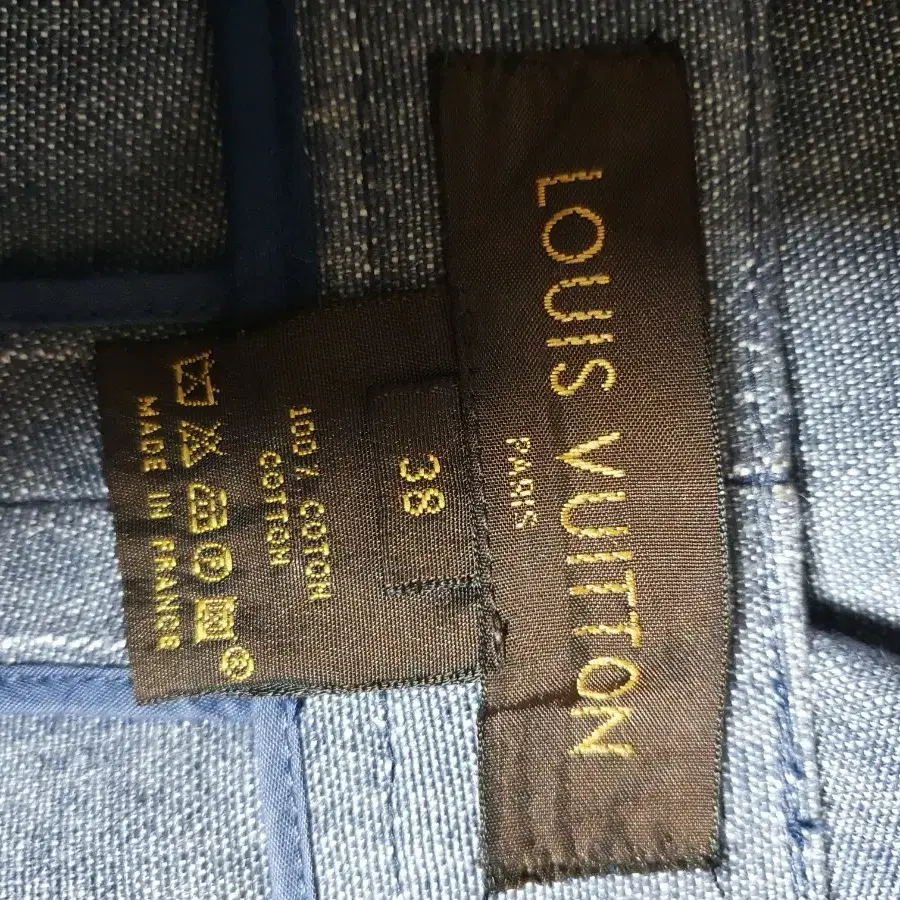 LOUIS VUITTON
PARIS
38
100% COTON
COTTON
P
®
MADE IN FRANCE